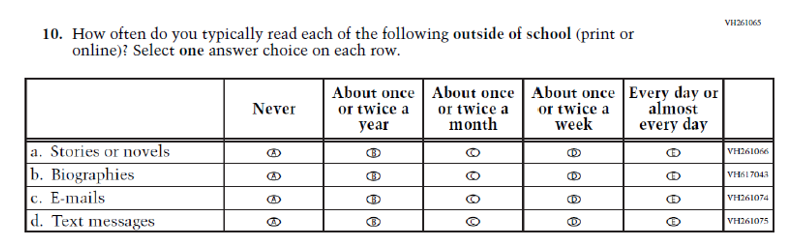 VH261065
10. How often do you typically read each of the following outside of school (print or
online)? Select one answer choice on each row.
Never
About once
or twice a
year
About once
or twice a
month
About once
or twice a
week
Every day or
almost
every day
a. Stories or novels A B C D E VH261066
b. Biographies A B C D E VH617043
c. E-mails A B C D E VH261074
d. Text messages A B C D E VH261075